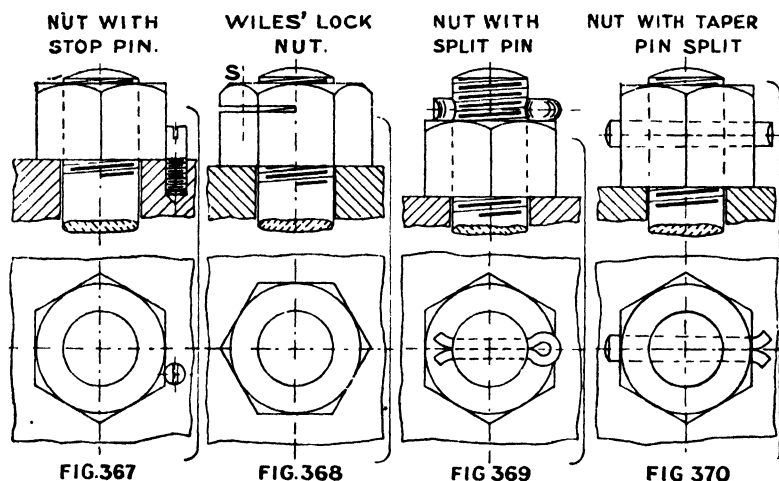 NUT WITH
STOP PIN.
WILES' LOCK
NUT.
NUT WITH
SPLIT PIN
NUT WITH TAPER
PIN SPLIT
S
FIG.367
FIG.368
FIG 369
FIG 370